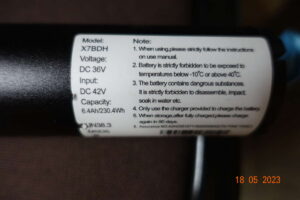 Model:
X7BDH
Voltage:
DC 36V
Input:
DC 42V
Capacity:
6.4Ah/230.4Wh
UN38.3
Note:
1. When using,please strictly follow the instructions
on use manual.
2. Battery is strictly forbidden to be exposed to
temperatures below -10°C or above 40°C.
3. The battery contains dangerous substances.
It is strictly forbidden to disassemble, impact
soak in water etc.
4. Only use the charger provided to charge the battery.
5. When storage,after fully charged,please charge
again in 90 days.
18 05 2023